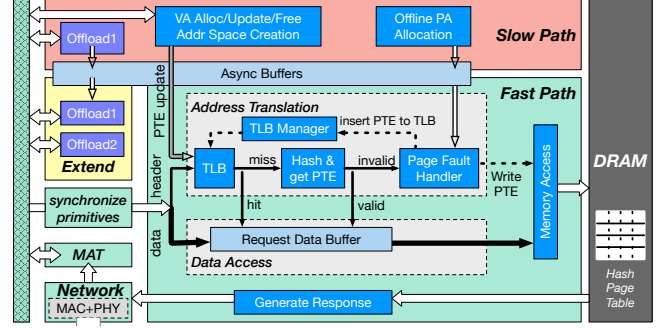 Offload1
VA Alloc/Update/Free
Addr Space Creation
Offline PA
Allocation
Slow Path
Async Buffers
Offload1
Offload2
Extend
PTE update
Fast Path
Address Translation
TLB Manager
insert PTE to TLB
TLB
miss
Hash &
get PTE
invalid
Page Fault
Handler
Write
PTE
Memory Access
DRAM
Hash
Page
Table
synchronize
primitives
header
data
hit
valid
Request Data Buffer
Data Access
MAT
Network
MAC+PHY
Generate Response